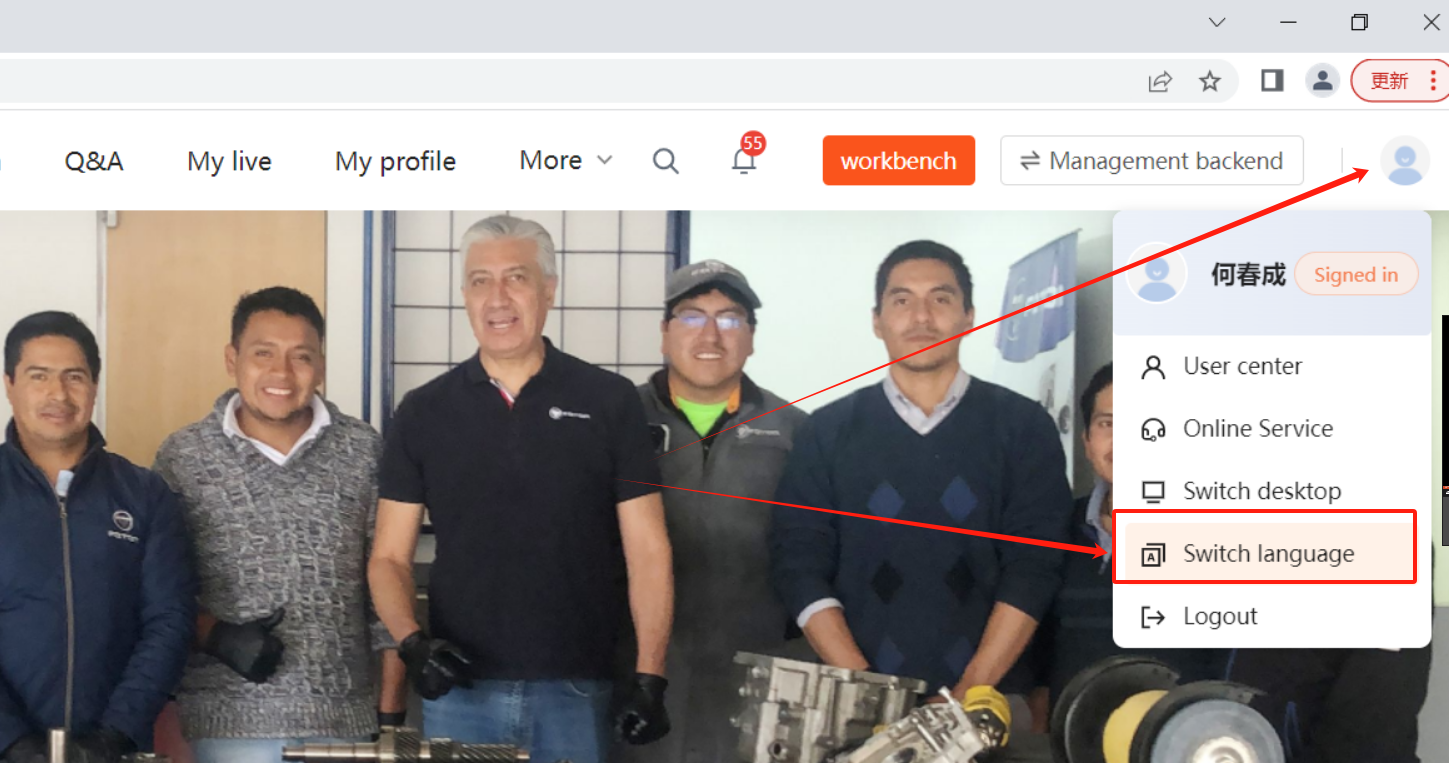 更新
Q&A
My live
My profile
More
55
workbench
Management backend
何春成
Signed in
User center
Online Service
Switch desktop
A
Switch language
Logout